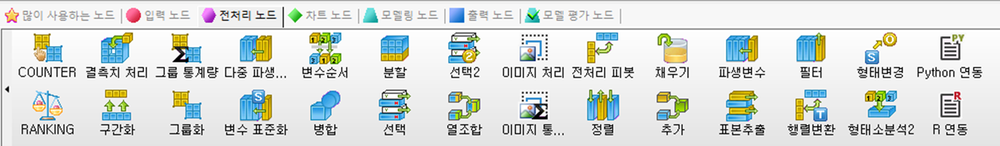 많이 사용하는 노드 입력 노드 전처리 노드 차트 노드 모델링 노드 출력 노드 모델 평가 노드
COUNTER 결측치 처리 그룹 통계량 다중 파생... 변수순서 분할 선택2 이미지 처리 전처리 피봇 채우기 파생변수 필터 형태변경 Python 연동
RANKING 구간화 그룹화 변수 표준화 병합 선택 열조합 이미지 통... 정렬 추가 표본추출 행렬변환 형태소분석2 R 연동